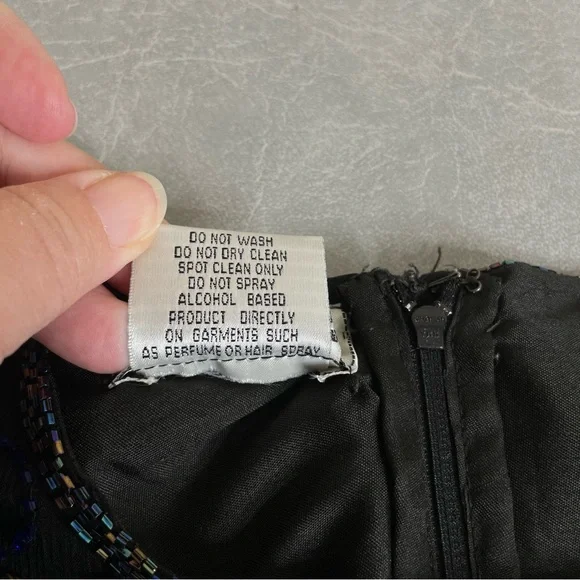 DO NOT WASH
DO NOT DRY CLEAN
SPOT CLEAN ONLY
DO NOT SPRAY
ALCOHOL BASED
PRODUCT DIRECTLY
ON GARMENTS SUCH
AS PERFUME OR HAIR SPRAY